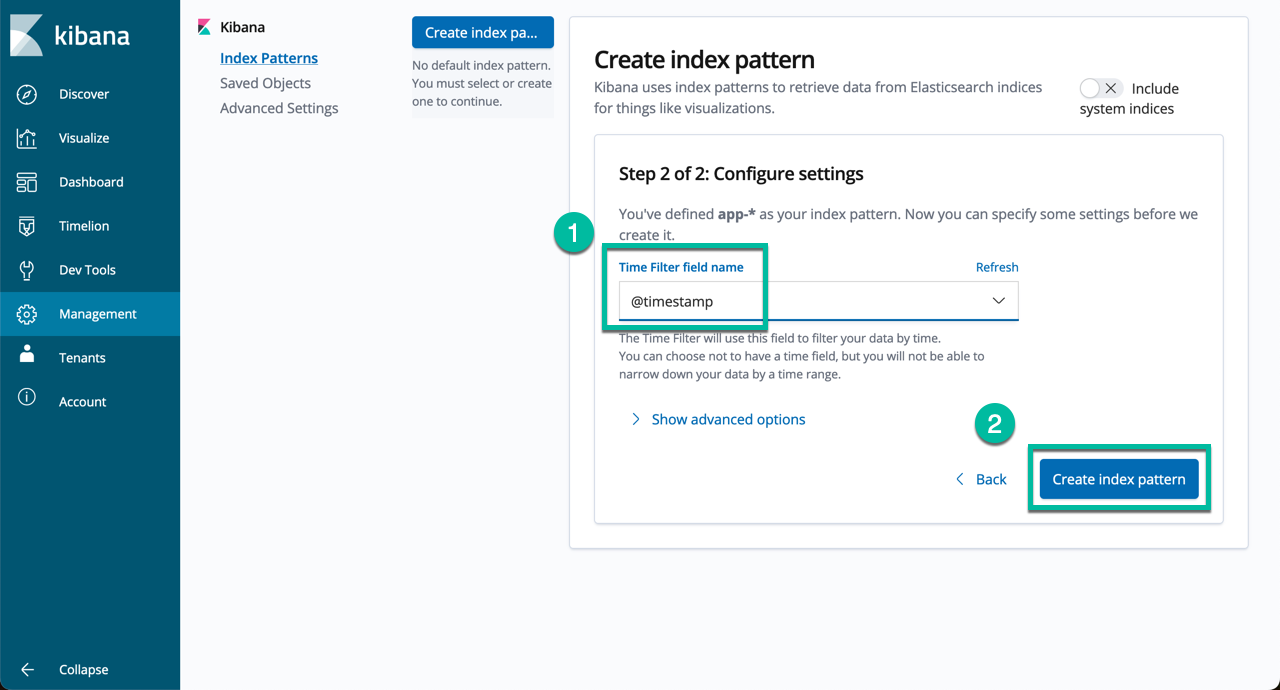 kibana
Discover
Visualize
Dashboard
Timelion
Dev Tools
Management
Tenants
Account
Collapse
Kibana
Index Patterns
Saved Objects
Advanced Settings
Create index pa...
No default index pattern.
You must select or create
one to continue.
Create index pattern
Kibana uses index patterns to retrieve data from Elasticsearch indices
for things like visualizations.
Include
system indices
Step 2 of 2: Configure settings
You've defined app-* as your index pattern. Now you can specify some settings before we
create it.
1
Time Filter field name
Refresh
@timestamp
The Time Filter will use this field to filter your data by time.
You can choose not to have a time field, but you will not be able to
narrow down your data by a time range.
Show advanced options
2
Back
Create index pattern